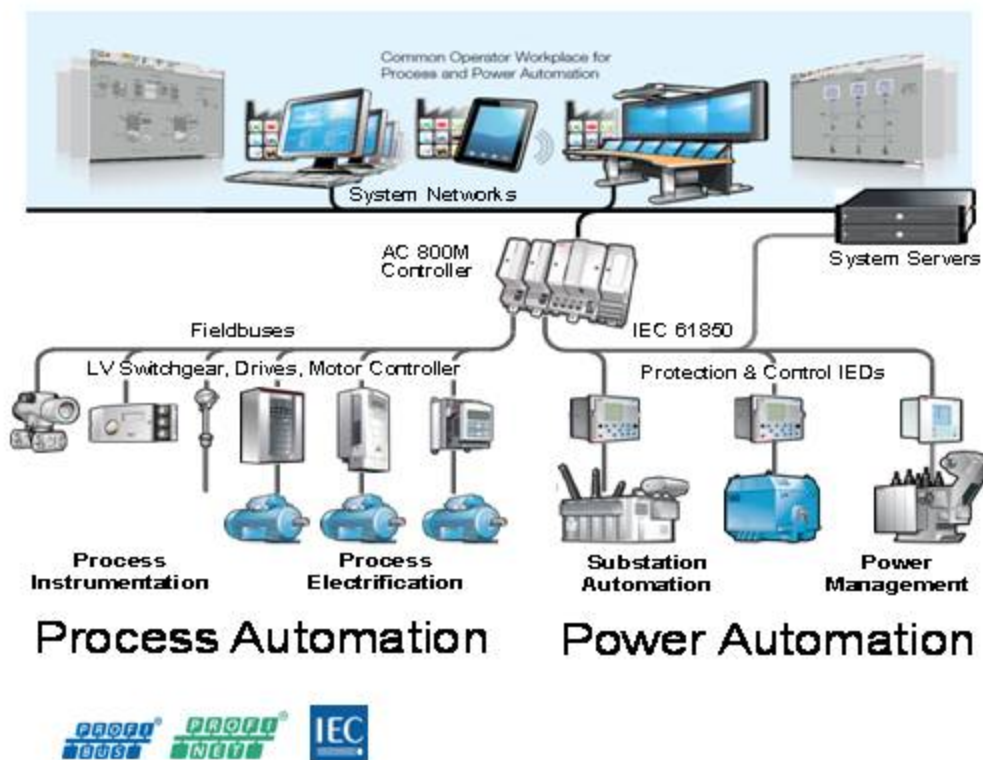 Common Operator Workplace for
Process and Power Automation
System Networks
AC 800M
Controller
System Servers
Fieldbuses
IEC 61850
LV Switchgear, Drives, Motor Controller
Protection & Control IEDs
Process
Instrumentation
Process
Electrification
Substation
Automation
Power
Management
Process Automation
Power Automation
PROFI
BUS
PROFI
NET
IEC